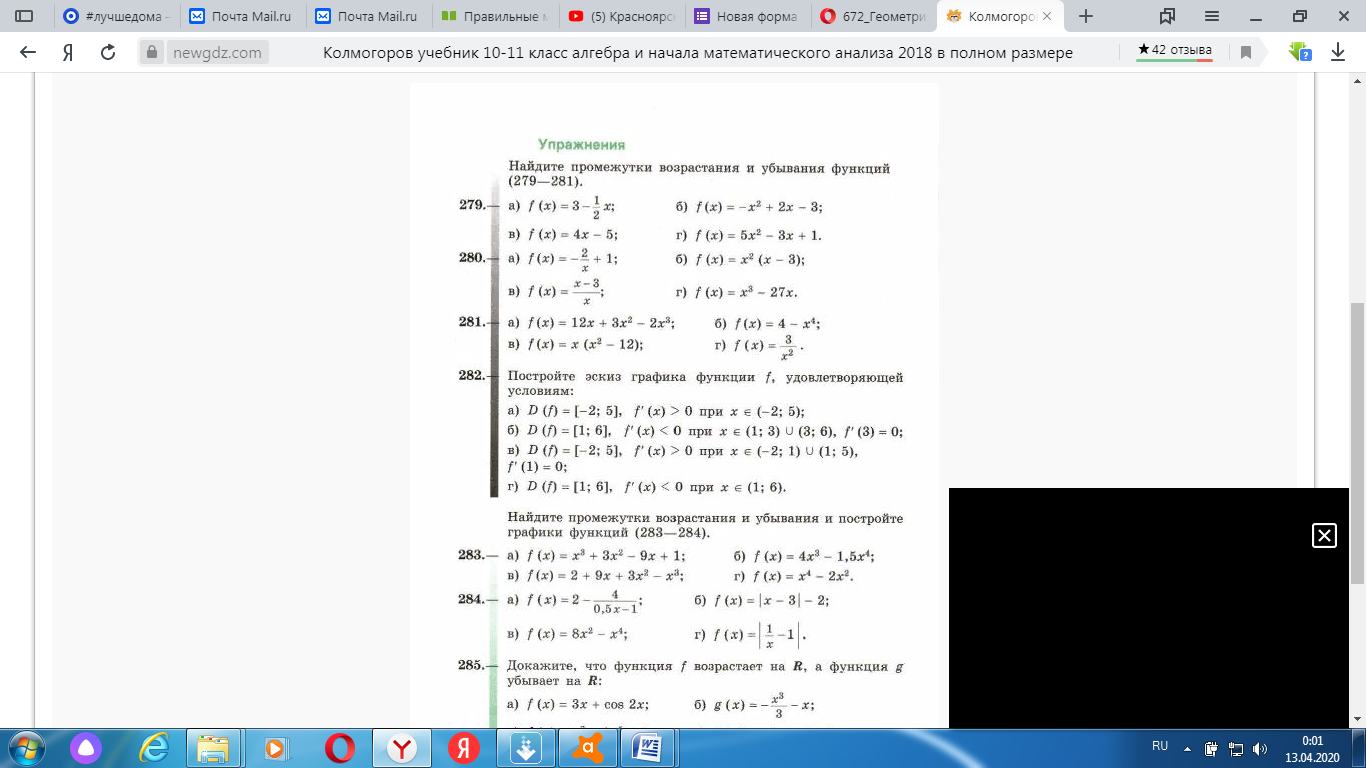 #лучшедома –
Почта Mail.ru
Почта Mail.ru
Правильные м
(5) Красноярск
Новая форма
672_Геометри
Колмогоров
newgdz.com
Колмогоров учебник 10-11 класс алгебра и начала математического анализа 2018 в полном размере
★42 отзыва
Упражнения
Найдите промежутки возрастания и убывания функций
(279—281).
279.— а) f (x) = 3 – 1/2 x; б) f (x) = –x² + 2x – 3;
в) f (x) = 4x – 5; г) f (x) = 5x² – 3x + 1.
280.— а) f (x) = – 2/x + 1; б) f (x) = x² (x – 3);
в) f (x) = (x – 3)/x; г) f (x) = x³ – 27x.
281.— а) f (x) = 12x + 3x² – 2x³; б) f (x) = 4 – x⁴;
в) f (x) = x (x² – 12); г) f (x) = 3/x² .
282.— Постройте эскиз графика функции f, удовлетворяющей
условиям:
а) D (f) = [–2; 5], f′ (x) > 0 при x ∈ (–2; 5);
б) D (f) = [1; 6], f′ (x) < 0 при x ∈ (1; 3) ∪ (3; 6), f′ (3) = 0;
в) D (f) = [–2; 5], f′ (x) > 0 при x ∈ (–2; 1) ∪ (1; 5),
f′ (1) = 0;
г) D (f) = [1; 6], f′ (x) < 0 при x ∈ (1; 6).
Найдите промежутки возрастания и убывания и постройте
графики функций (283—284).
283.— а) f (x) = x³ + 3x² – 9x + 1; б) f (x) = 4x³ – 1,5x⁴;
в) f (x) = 2 + 9x + 3x² – x³; г) f (x) = x⁴ – 2x².
284.— а) f (x) = 2 – 4/(0,5x – 1); б) f (x) = |x – 3| – 2;
в) f (x) = 8x² – x⁴; г) f (x) = |1/x – 1| .
285.— Докажите, что функция f возрастает на R, а функция g
убывает на R:
а) f (x) = 3x + cos 2x; б) g (x) = – x³/3 – x;
RU
0:01
13.04.2020